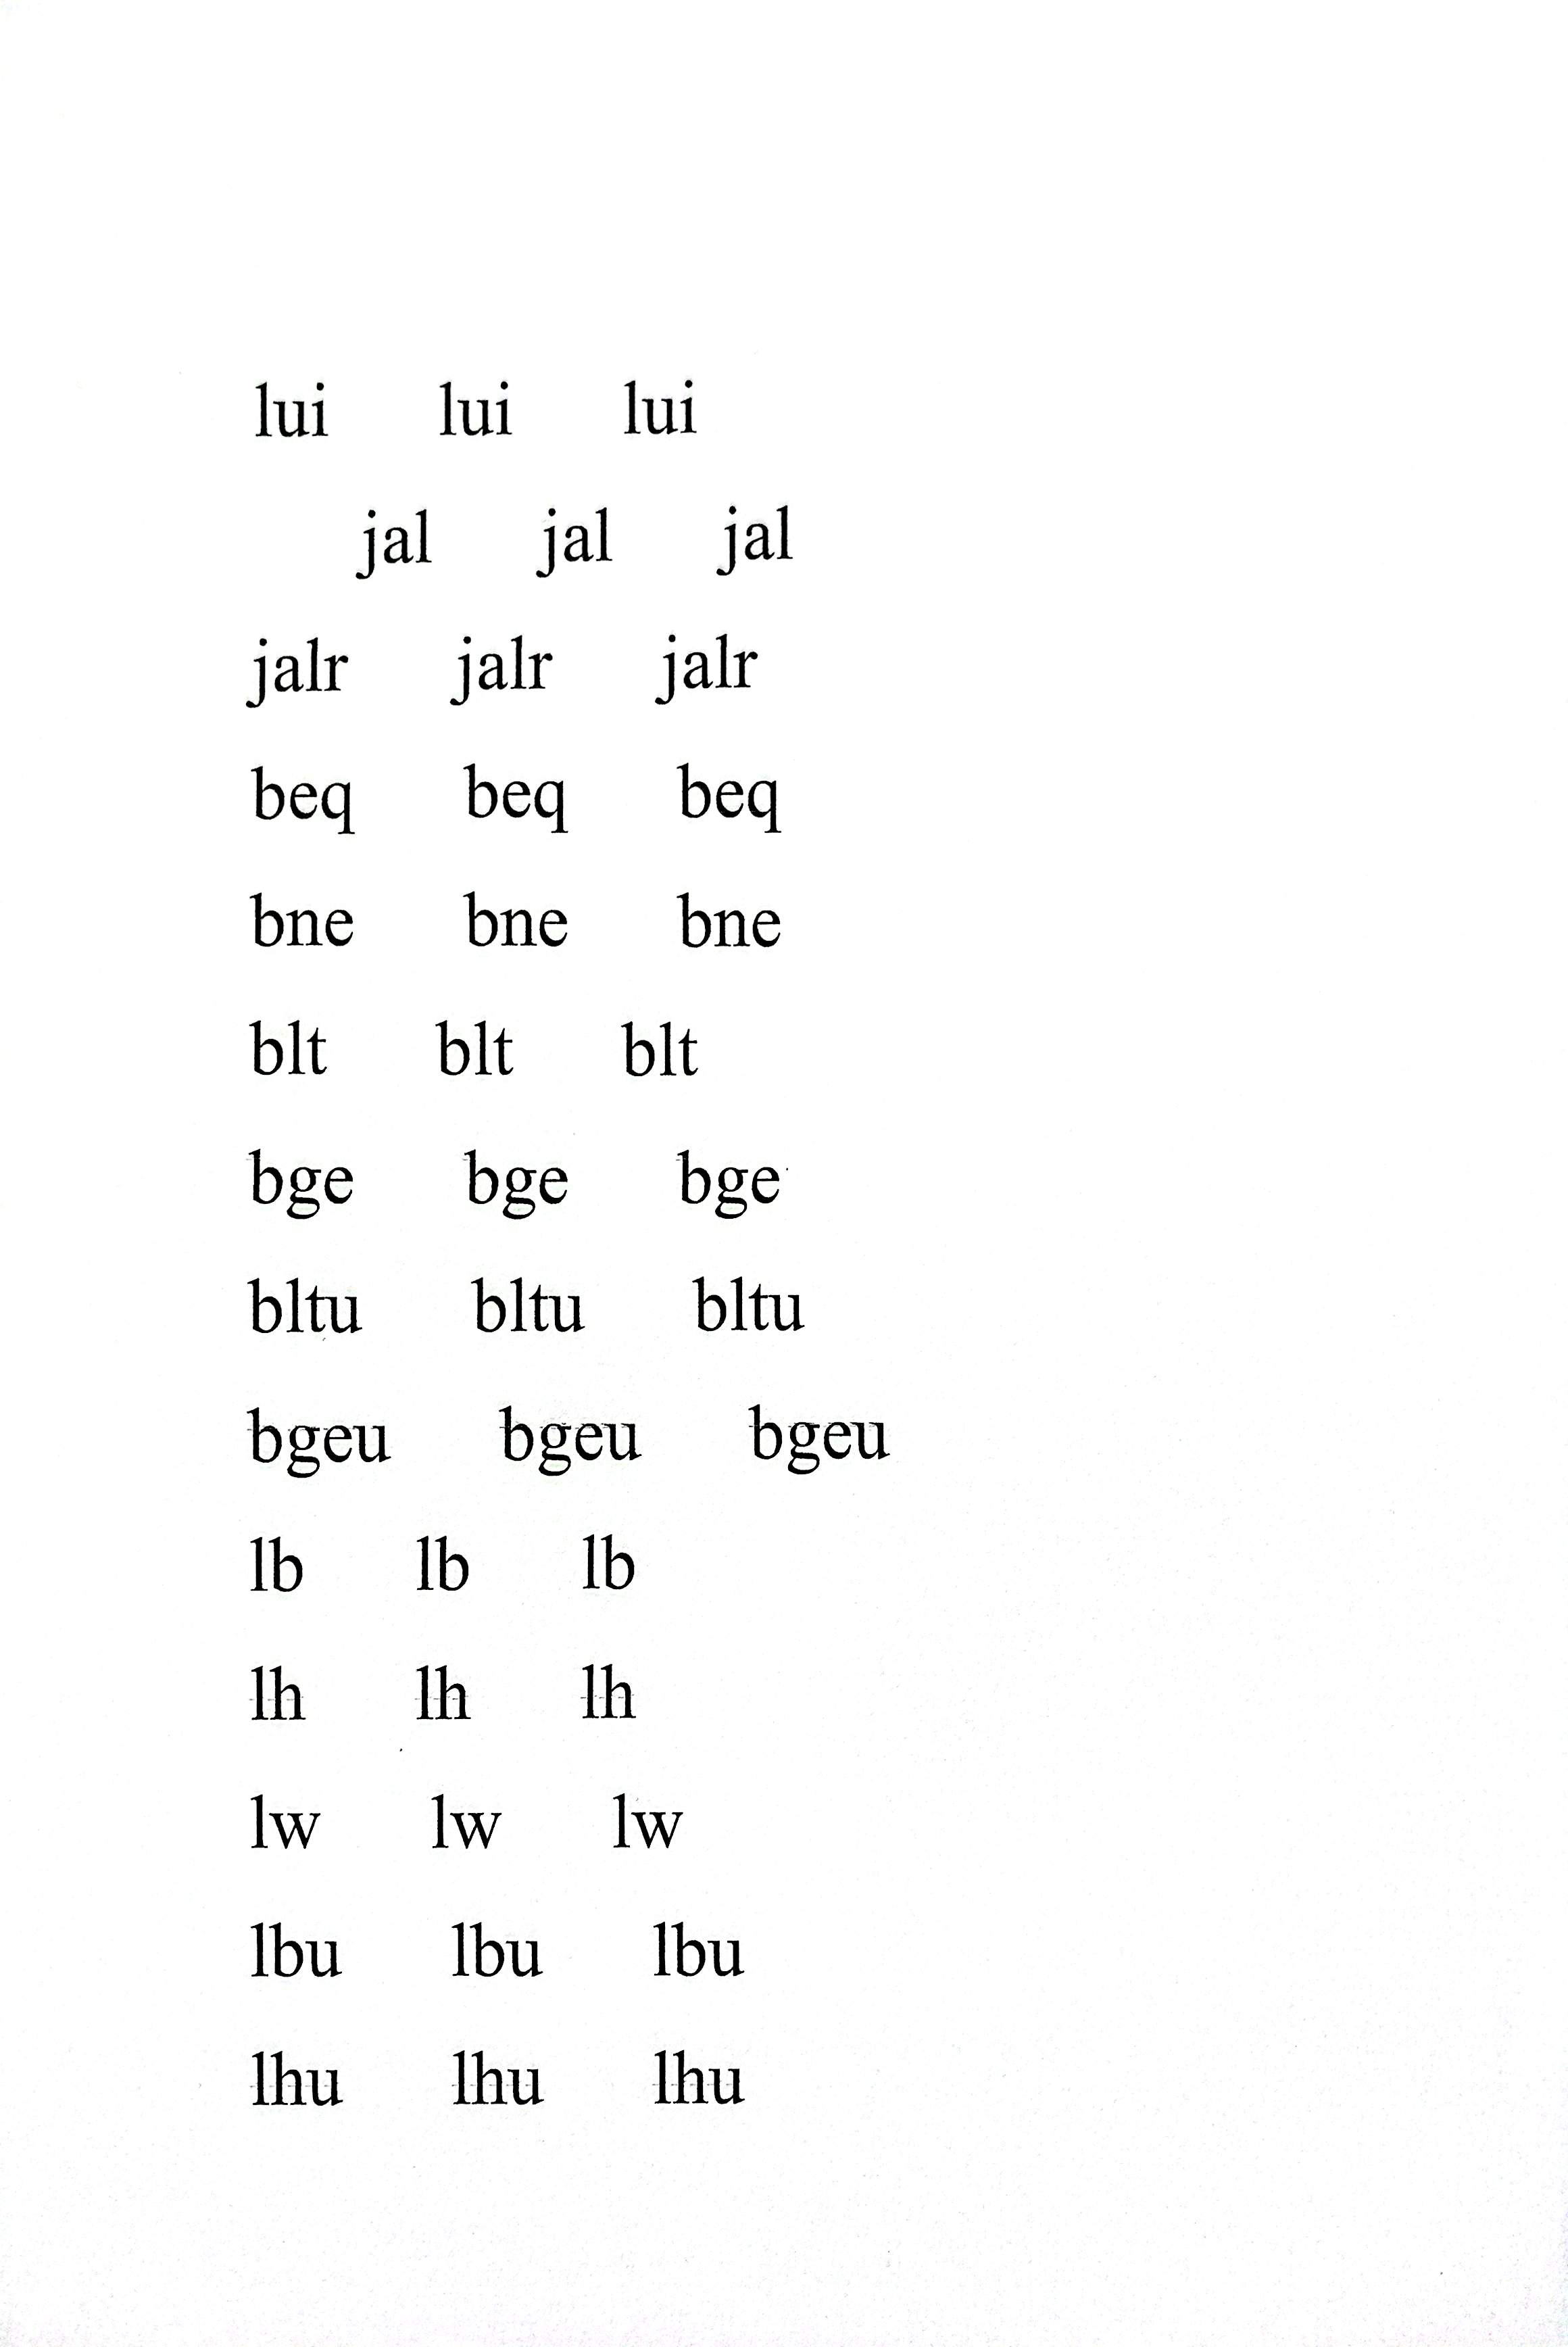 lui lui lui
jal jal jal
jalr jalr jalr
beq beq beq
bne bne bne
blt blt blt
bge bge bge
bltu bltu bltu
bgeu bgeu bgeu
lb lb lb
lh lh lh
lw lw lw
lbu lbu lbu
lhu lhu lhu